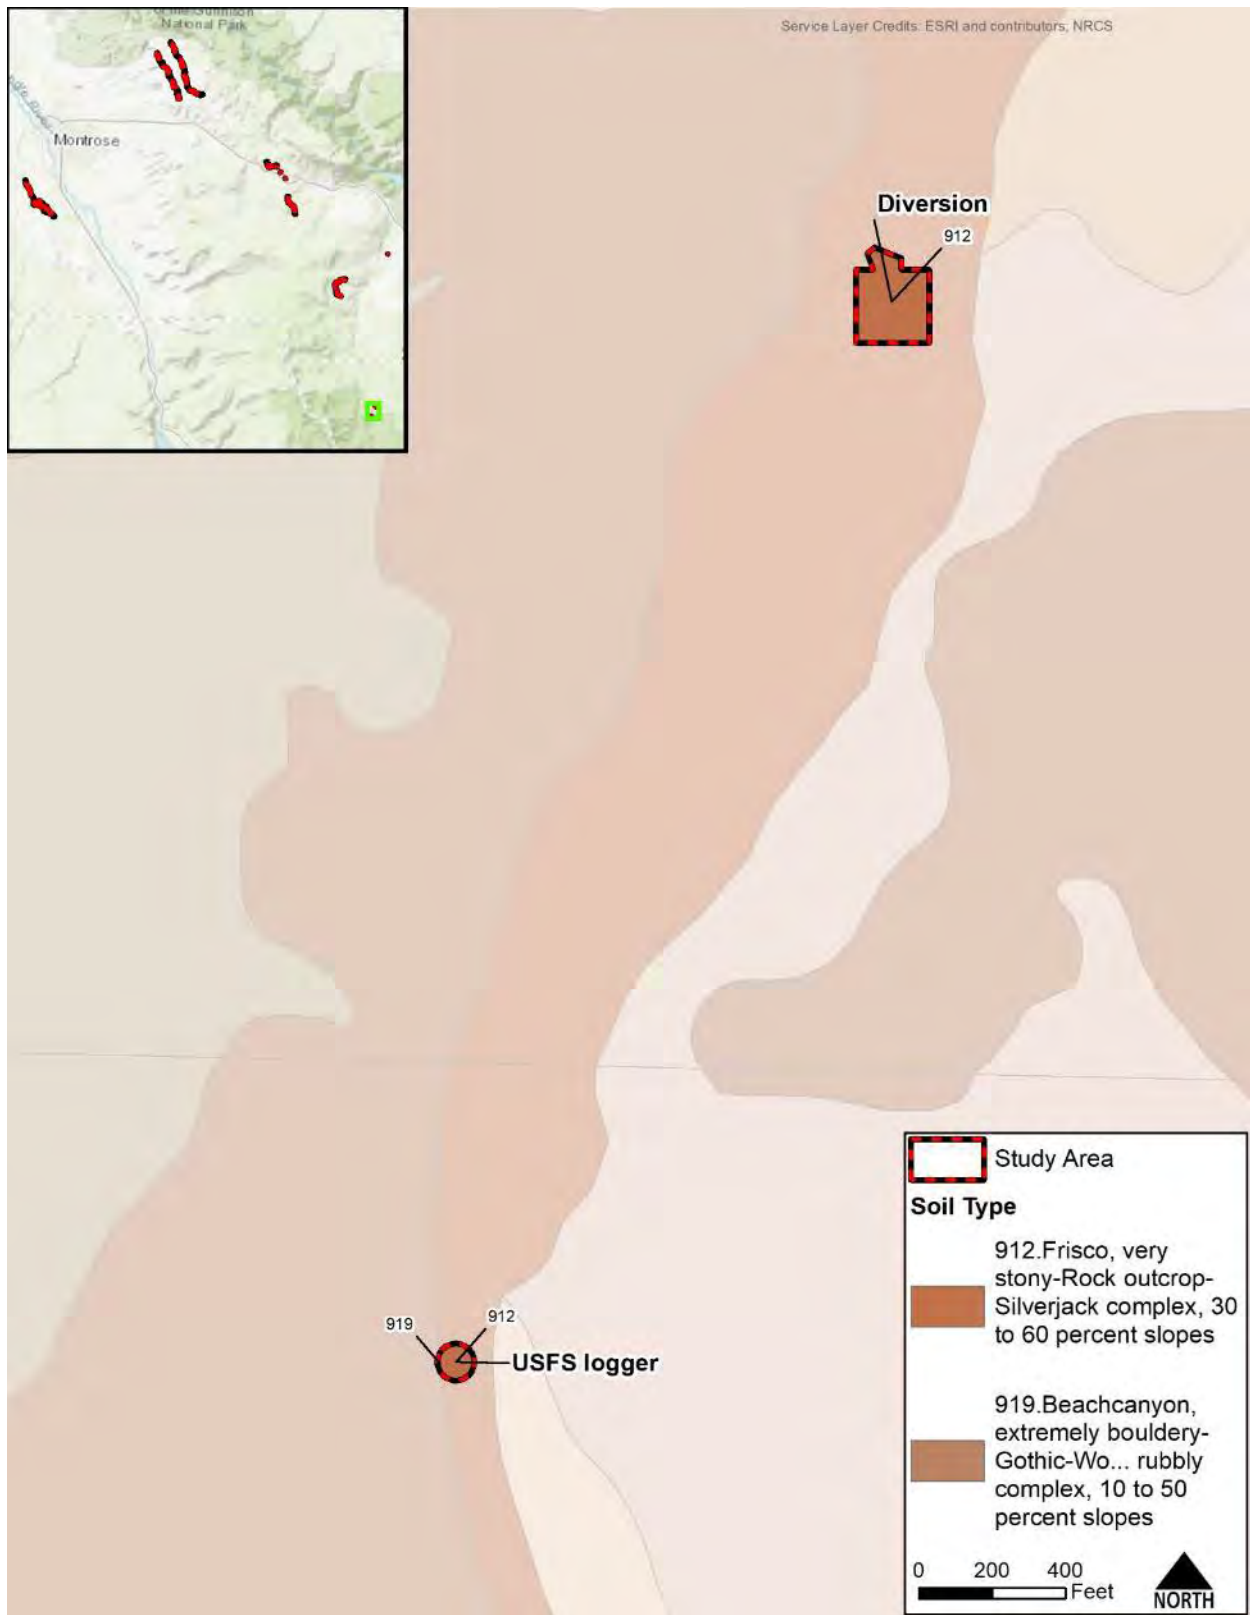 National Park
Montrose
Service Layer Credits: ESRI and contributors; NRCS
Diversion
912
919
912
USFS logger
Study Area
Soil Type
912.Frisco, very
stony-Rock outcrop-
Silverjack complex, 30
to 60 percent slopes
919.Beachcanyon,
extremely bouldery-
Gothic-Wo... rubbly
complex, 10 to 50
percent slopes
0 200 400
Feet
NORTH